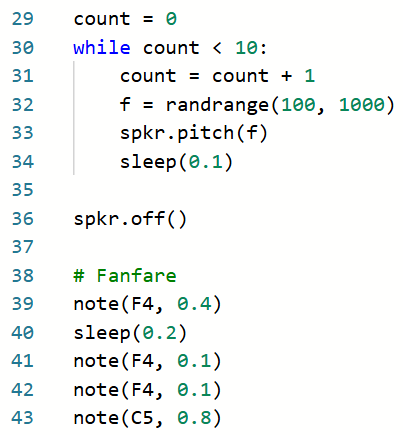 29 count = 0
30 while count < 10:
31     count = count + 1
32     f = randrange(100, 1000)
33     spkr.pitch(f)
34     sleep(0.1)
35
36 spkr.off()
37
38 # Fanfare
39 note(F4, 0.4)
40 sleep(0.2)
41 note(F4, 0.1)
42 note(F4, 0.1)
43 note(C5, 0.8)